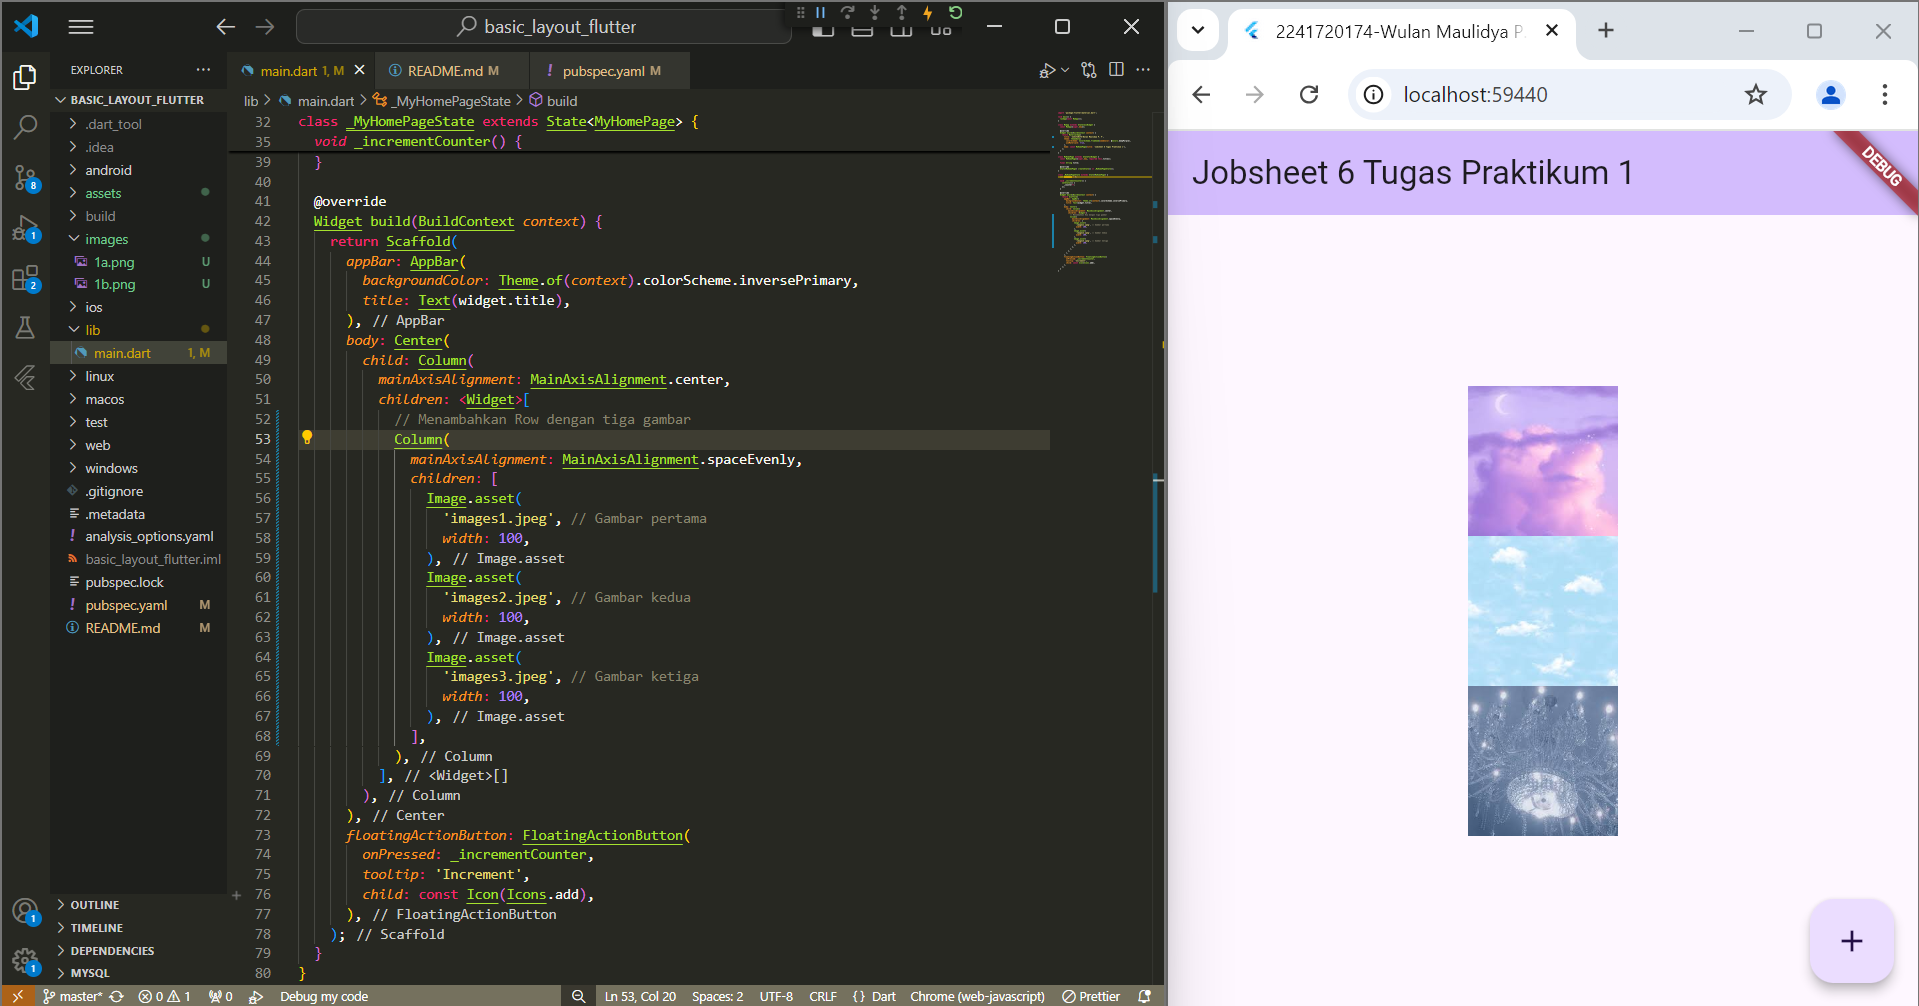 basic_layout_flutter
EXPLORER
BASIC_LAYOUT_FLUTTER
.dart_tool
.idea
android
assets
build
images
1a.png U
1b.png U
ios
lib
main.dart 1, M
linux
macos
test
web
windows
.gitignore
.metadata
analysis_options.yaml
basic_layout_flutter.iml
pubspec.lock
pubspec.yaml M
README.md M
OUTLINE
TIMELINE
DEPENDENCIES
MYSQL
8
1
2
1
1
main.dart 1, M
README.md M
pubspec.yaml M
lib > main.dart > _MyHomePageState > build
32 class _MyHomePageState extends State<MyHomePage> {
35 void _incrementCounter() {
39 }
40
41 @override
42 Widget build(BuildContext context) {
43 return Scaffold(
44 appBar: AppBar(
45 backgroundColor: Theme.of(context).colorScheme.inversePrimary,
46 title: Text(widget.title),
47 ), // AppBar
48 body: Center(
49 child: Column(
50 mainAxisAlignment: MainAxisAlignment.center,
51 children: <Widget>[
52 // Menambahkan Row dengan tiga gambar
53 Column(
54 mainAxisAlignment: MainAxisAlignment.spaceEvenly,
55 children: [
56 Image.asset(
57 'images1.jpeg', // Gambar pertama
58 width: 100,
59 ), // Image.asset
60 Image.asset(
61 'images2.jpeg', // Gambar kedua
62 width: 100,
63 ), // Image.asset
64 Image.asset(
65 'images3.jpeg', // Gambar ketiga
66 width: 100,
67 ), // Image.asset
68 ],
69 ), // Column
70 ], // <Widget>[]
71 ), // Column
72 ), // Center
73 floatingActionButton: FloatingActionButton(
74 onPressed: _incrementCounter,
75 tooltip: 'Increment',
76 child: const Icon(Icons.add),
77 ), // FloatingActionButton
78 ); // Scaffold
79 }
80 }
master* 0 1 0 Debug my code Ln 53, Col 20 Spaces: 2 UTF-8 CRLF {} Dart Chrome (web-javascript) Prettier
2241720174-Wulan Maulidya P
localhost:59440
Jobsheet 6 Tugas Praktikum 1
DEBUG